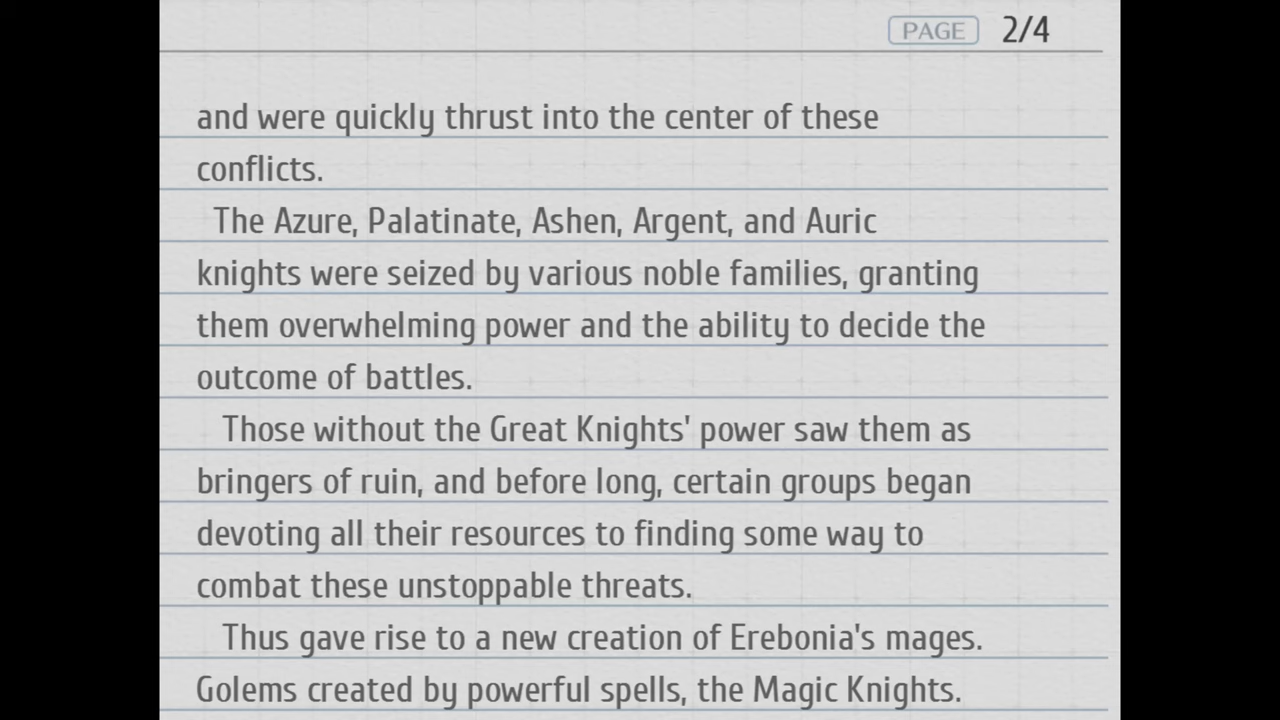 PAGE 2/4
and were quickly thrust into the center of these
conflicts.
The Azure, Palatinate, Ashen, Argent, and Auric
knights were seized by various noble families, granting
them overwhelming power and the ability to decide the
outcome of battles.
Those without the Great Knights' power saw them as
bringers of ruin, and before long, certain groups began
devoting all their resources to finding some way to
combat these unstoppable threats.
Thus gave rise to a new creation of Erebonia's mages.
Golems created by powerful spells, the Magic Knights.